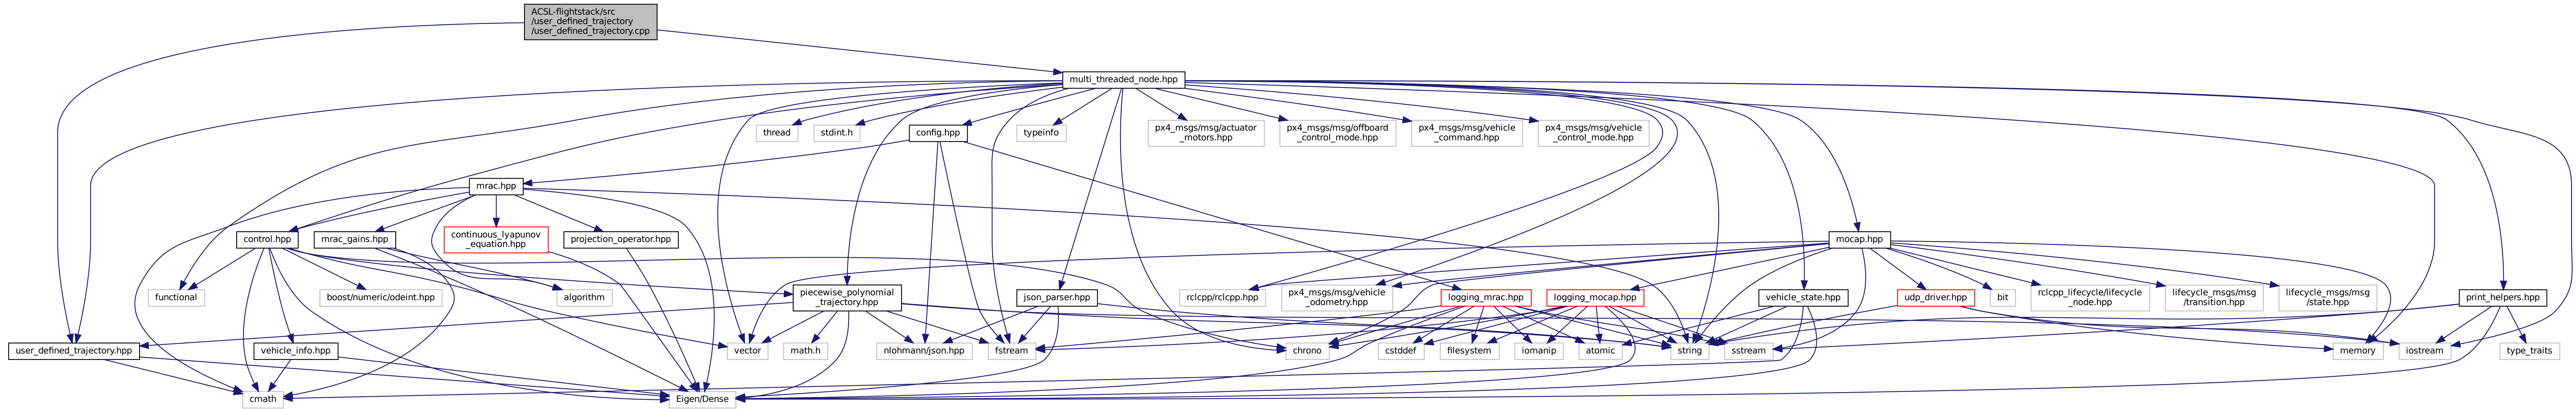 ACSL-flightstack/src
/user_defined_trajectory
/user_defined_trajectory.cpp
multi_threaded_node.hpp
thread
stdint.h
config.hpp
typeinfo
px4_msgs/msg/actuator
_motors.hpp
px4_msgs/msg/offboard
_control_mode.hpp
px4_msgs/msg/vehicle
_command.hpp
px4_msgs/msg/vehicle
_control_mode.hpp
mrac.hpp
control.hpp
mrac_gains.hpp
continuous_lyapunov
_equation.hpp
projection_operator.hpp
mocap.hpp
functional
boost/numeric/odeint.hpp
algorithm
piecewise_polynomial
_trajectory.hpp
json_parser.hpp
rclcpp/rclcpp.hpp
px4_msgs/msg/vehicle
_odometry.hpp
logging_mrac.hpp
logging_mocap.hpp
vehicle_state.hpp
udp_driver.hpp
bit
rclcpp_lifecycle/lifecycle
_node.hpp
lifecycle_msgs/msg
/transition.hpp
lifecycle_msgs/msg
/state.hpp
print_helpers.hpp
user_defined_trajectory.hpp
vehicle_info.hpp
vector
math.h
nlohmann/json.hpp
fstream
chrono
cstddef
filesystem
iomanip
atomic
string
sstream
memory
iostream
type_traits
cmath
Eigen/Dense